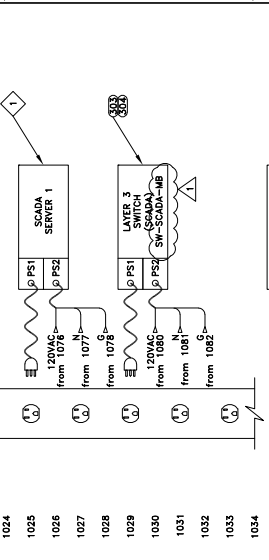 1024
1025
1026
1027
1028
1029
1030
1031
1032
1033
1034
PS1
PS2
SCADA
SERVER 1
1
120VAC
from 1076
N
from 1077
G
from 1078
PS1
PS2
LAYER 3
SWITCH
(SCADA)
SW-SCADA-MB
303
304
1
120VAC
from 1080
N
from 1081
G
from 1082